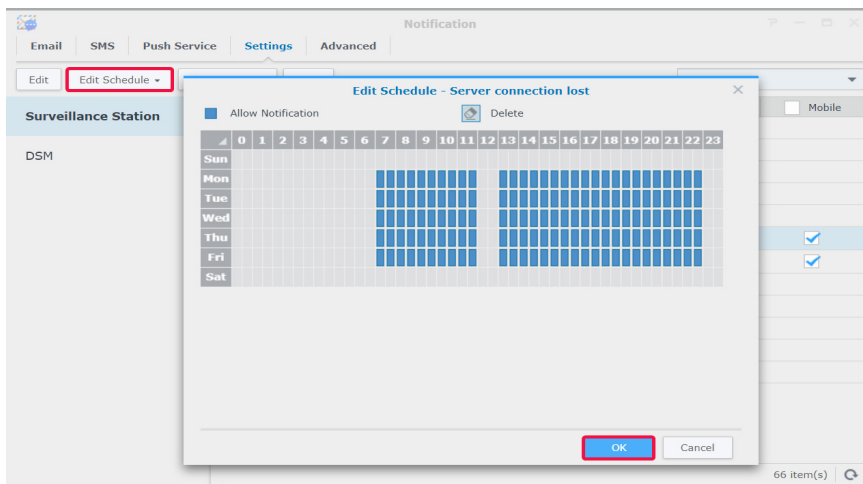 Notification
Email SMS Push Service Settings Advanced
Edit Edit Schedule
Edit Schedule - Server connection lost
Surveillance Station
Allow Notification Delete
Mobile
0 1 2 3 4 5 6 7 8 9 10 11 12 13 14 15 16 17 18 19 20 21 22 23
DSM
Sun
Mon
Tue
Wed
Thu
Fri
Sat
OK Cancel
66 item(s)